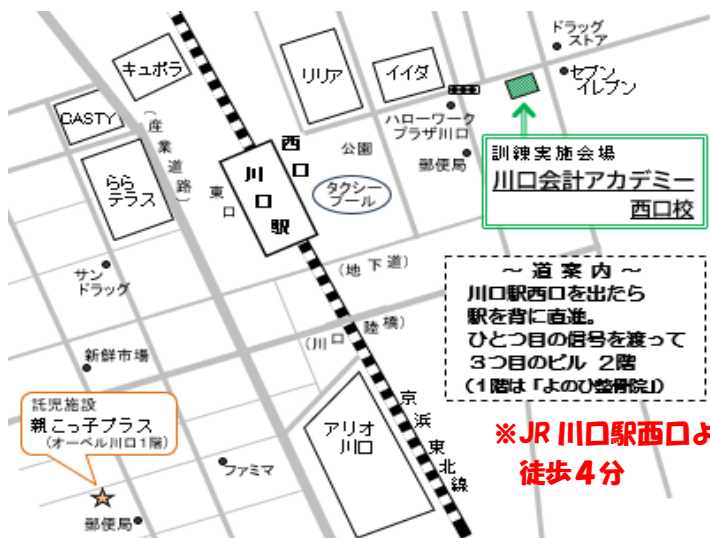 ドラッグ
ストア
キュポラ
リリア
イイダ
セブン
イレブン
CASTY
(産業道路)
ハローワーク
プラザ川口
公園
郵便局
訓練実施会場
川口会計アカデミー
西口校
らら
テラス
東口
川口駅
西口
タクシー
プール
サン
ドラッグ
(地下道)
～ 道案内 ～
川口駅西口を出たら
駅を背に直進。
ひとつ目の信号を渡って
３つ目のビル ２階
(１階は「よのひ整骨院」)
新鮮市場
(川口陸橋)
託児施設
親こっ子プラス
(オーベル川口１階)
アリオ
川口
京浜東北線
※JR 川口駅西口よ
徒歩４分
ファミマ
郵便局